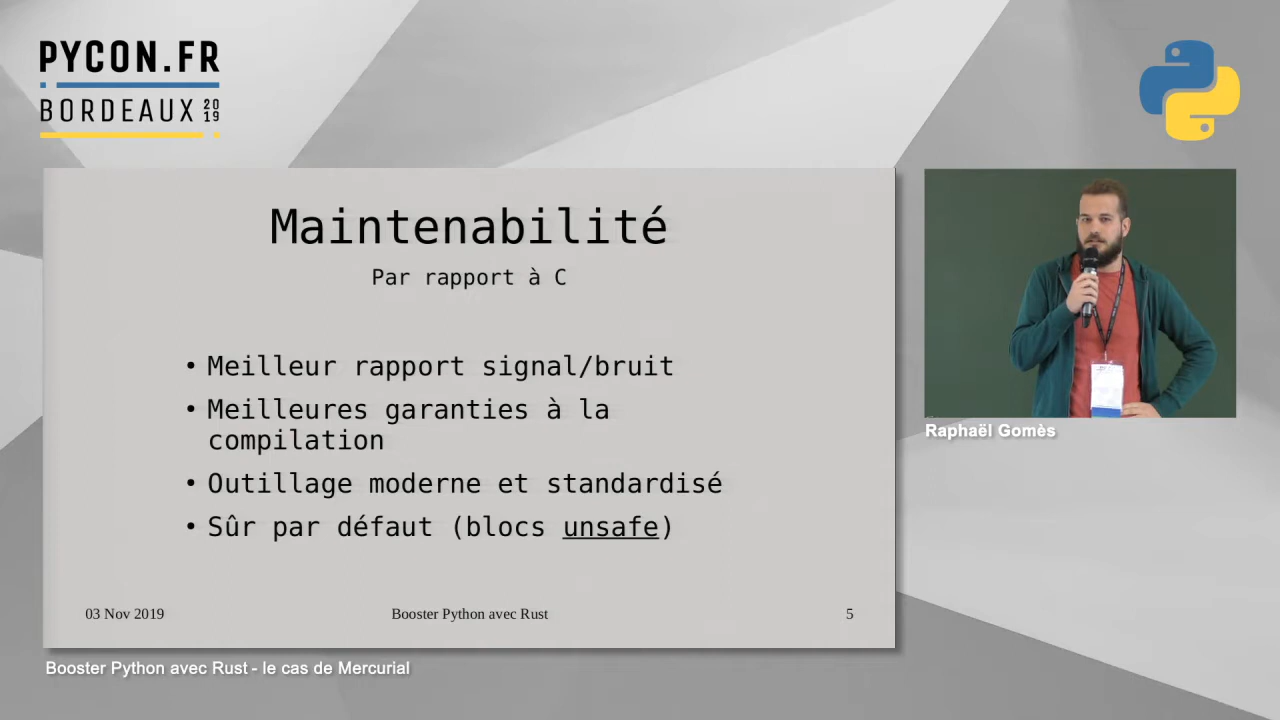 PYCON.FR
BORDEAUX 2019
Maintenabilité
Par rapport à C
• Meilleur rapport signal/bruit
• Meilleures garanties à la
compilation
• Outillage moderne et standardisé
• Sûr par défaut (blocs unsafe)
03 Nov 2019 Booster Python avec Rust 5
Raphaël Gomès
Booster Python avec Rust - le cas de Mercurial